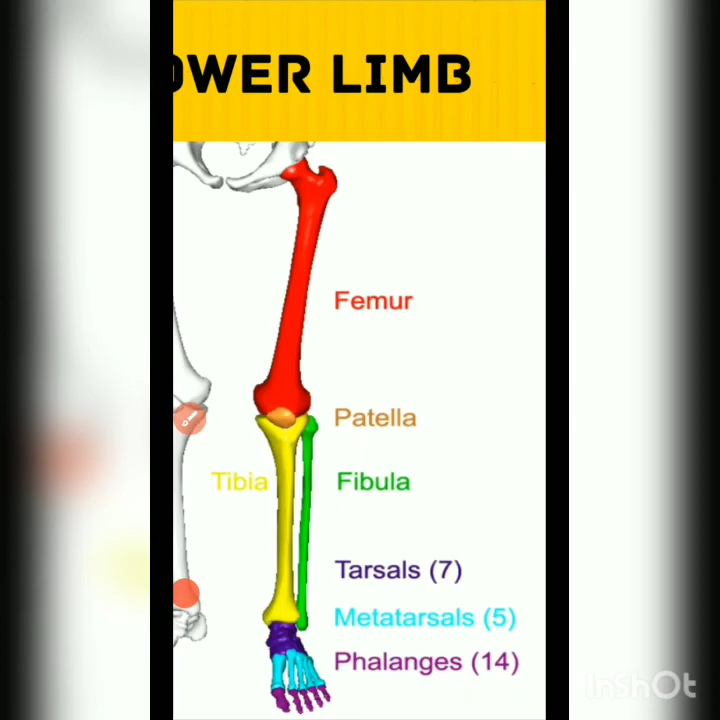 OWER LIMB
Femur
Patella
Tibia
Fibula
Tarsals (7)
Metatarsals (5)
Phalanges (14)
InShOt